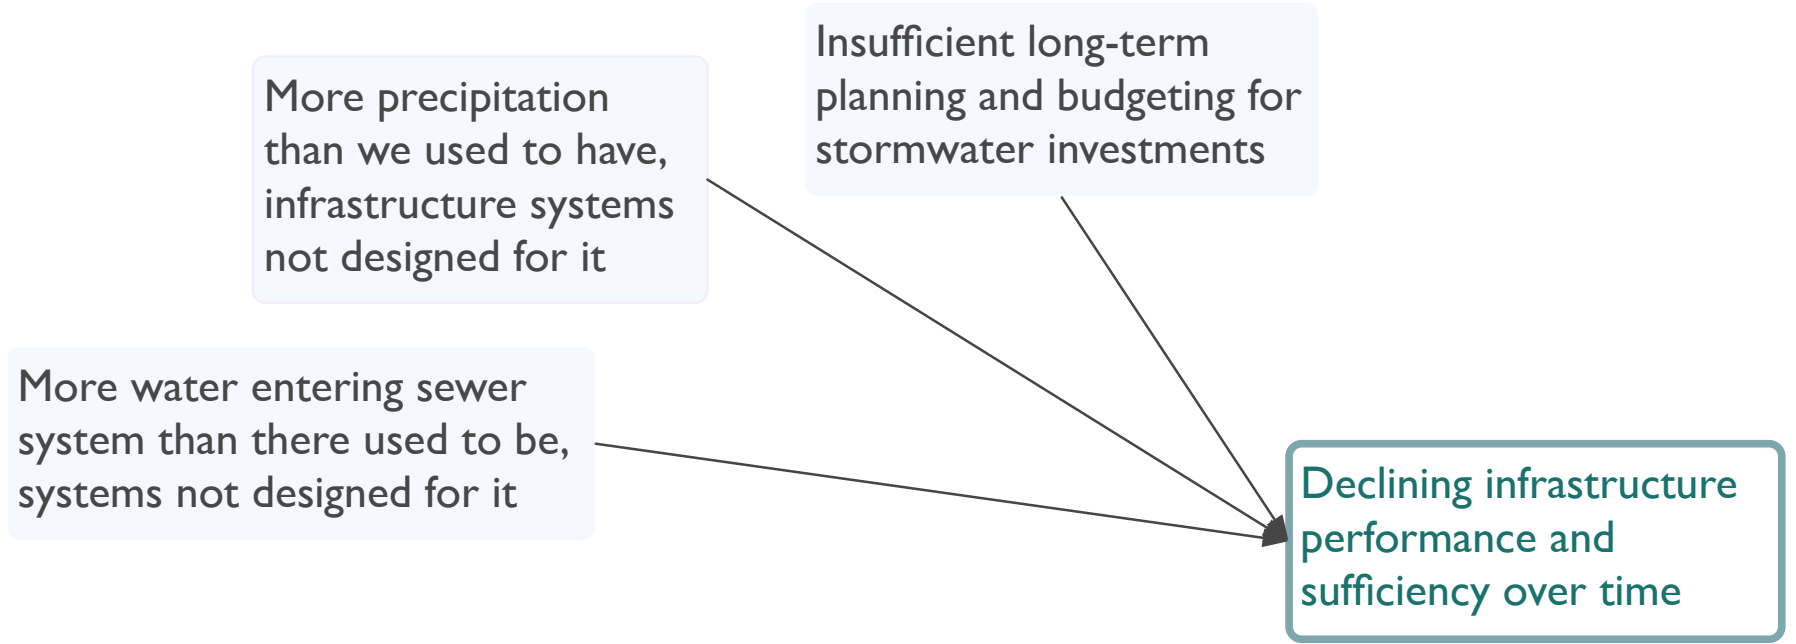 Insufficient long-term
planning and budgeting for
stormwater investments
More precipitation
than we used to have,
infrastructure systems
not designed for it
More water entering sewer
system than there used to be,
systems not designed for it
Declining infrastructure
performance and
sufficiency over time